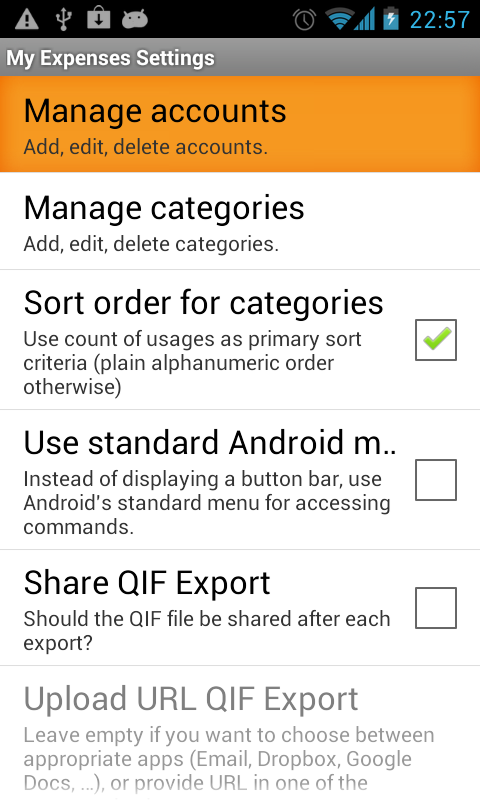 22:57
My Expenses Settings
Manage accounts
Add, edit, delete accounts.
Manage categories
Add, edit, delete categories.
Sort order for categories
Use count of usages as primary sort
criteria (plain alphanumeric order
otherwise)
Use standard Android m..
Instead of displaying a button bar, use
Android's standard menu for accessing
commands.
Share QIF Export
Should the QIF file be shared after each
export?
Upload URL QIF Export
Leave empty if you want to choose between
appropriate apps (Email, Dropbox, Google
Docs, ...), or provide URL in one of the